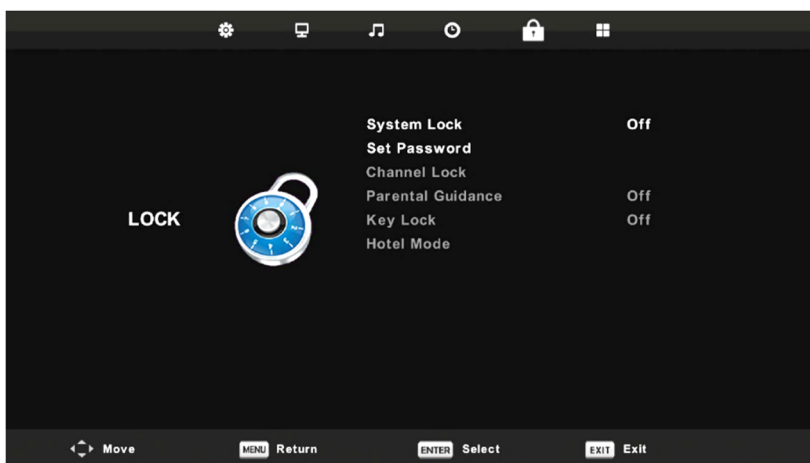 LOCK
System Lock Off
Set Password
Channel Lock
Parental Guidance Off
Key Lock Off
Hotel Mode
Move MENU Return ENTER Select EXIT Exit